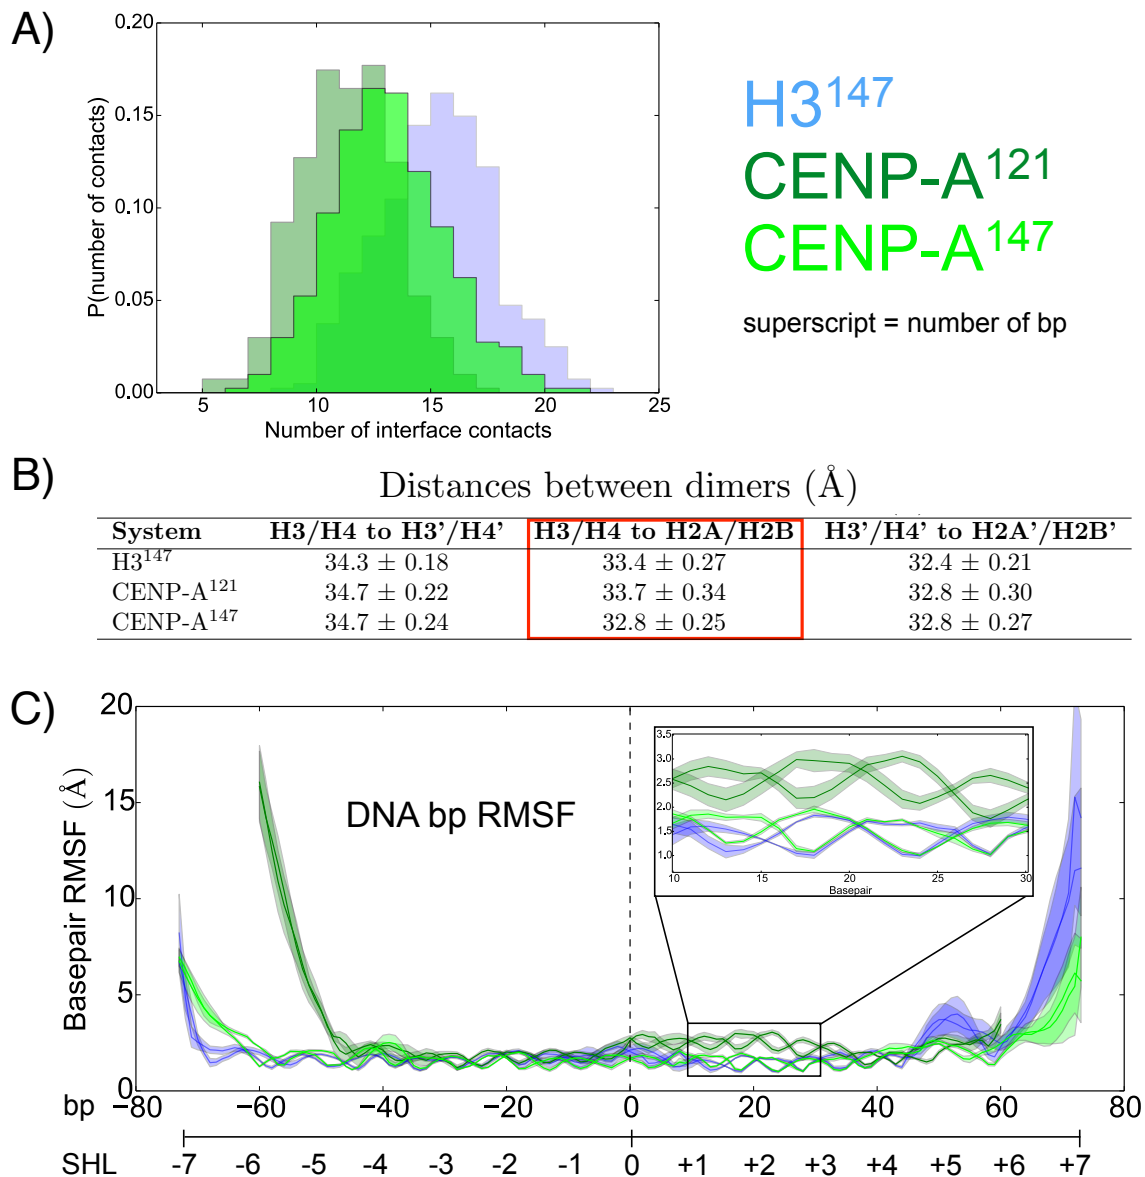 A)
0.20
0.15
0.10
0.05
0.00
P(number of contacts)
5 10 15 20 25
Number of interface contacts
H3¹⁴⁷
CENP-A¹²¹
CENP-A¹⁴⁷
superscript = number of bp
B)
Distances between dimers (Å)
System H3/H4 to H3'/H4' H3/H4 to H2A/H2B H3'/H4' to H2A'/H2B'
H3¹⁴⁷ 34.3 ± 0.18 33.4 ± 0.27 32.4 ± 0.21
CENP-A¹²¹ 34.7 ± 0.22 33.7 ± 0.34 32.8 ± 0.30
CENP-A¹⁴⁷ 34.7 ± 0.24 32.8 ± 0.25 32.8 ± 0.27
C)
20
15
10
5
0
Basepair RMSF (Å)
DNA bp RMSF
3.5
3.0
2.5
2.0
1.5
1.0
10 15 20 25 30
Basepair
bp −80 −60 −40 −20 0 20 40 60 80
SHL -7 -6 -5 -4 -3 -2 -1 0 +1 +2 +3 +4 +5 +6 +7